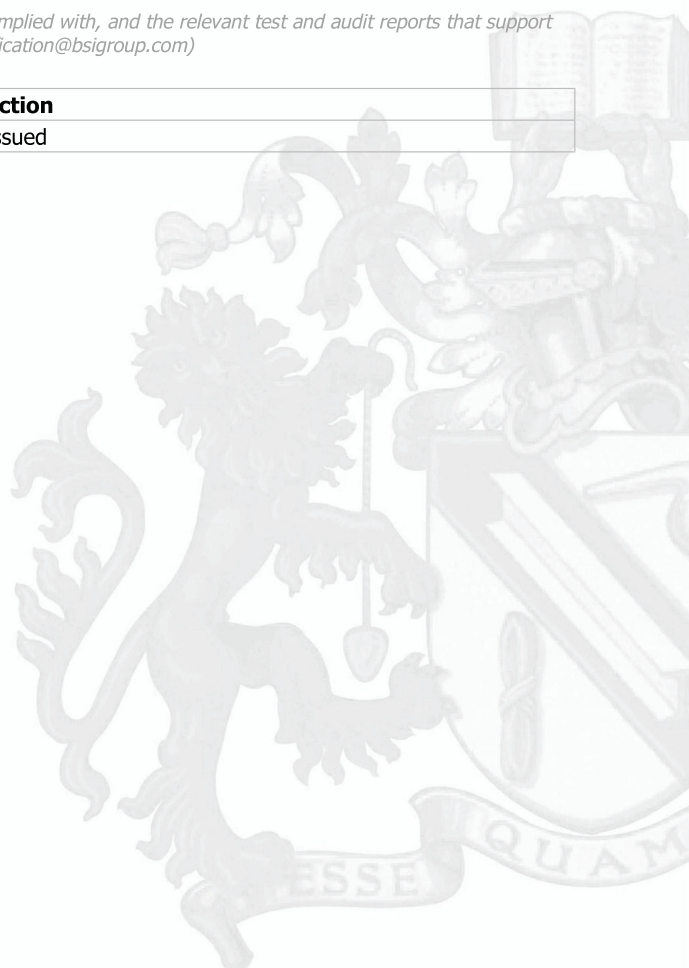 mplied with, and the relevant test and audit reports that support
ication@bsigroup.com)
ction
ssued
ESSE
QUAM